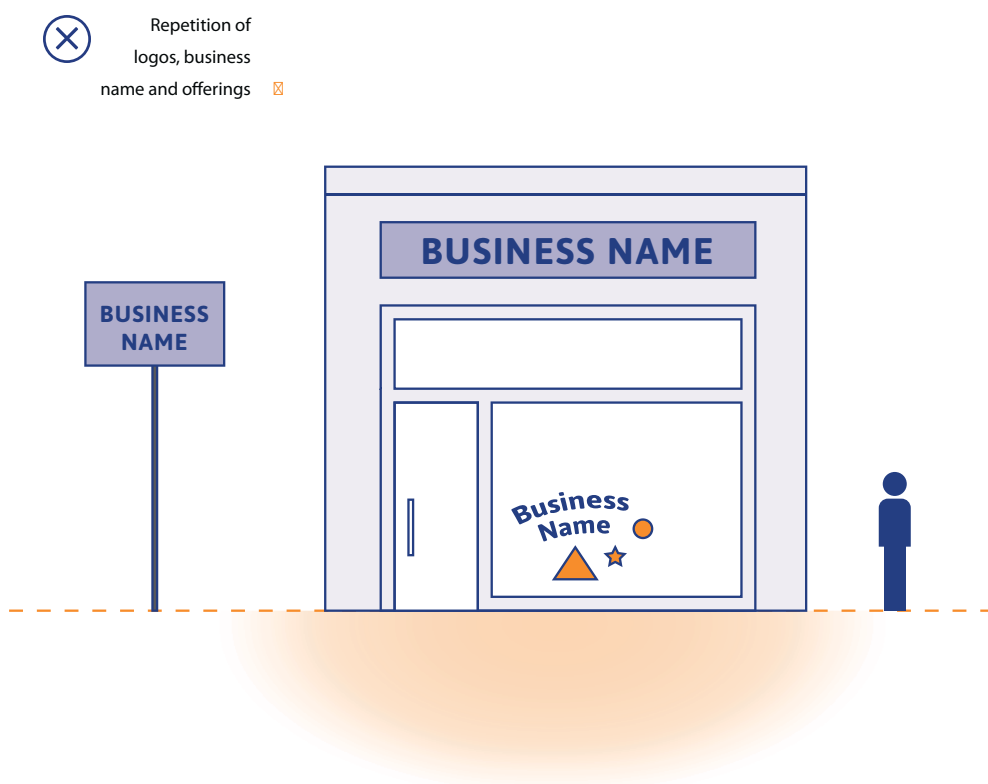 Repetition of
logos, business
name and offerings
BUSINESS NAME
BUSINESS
NAME
Business
Name